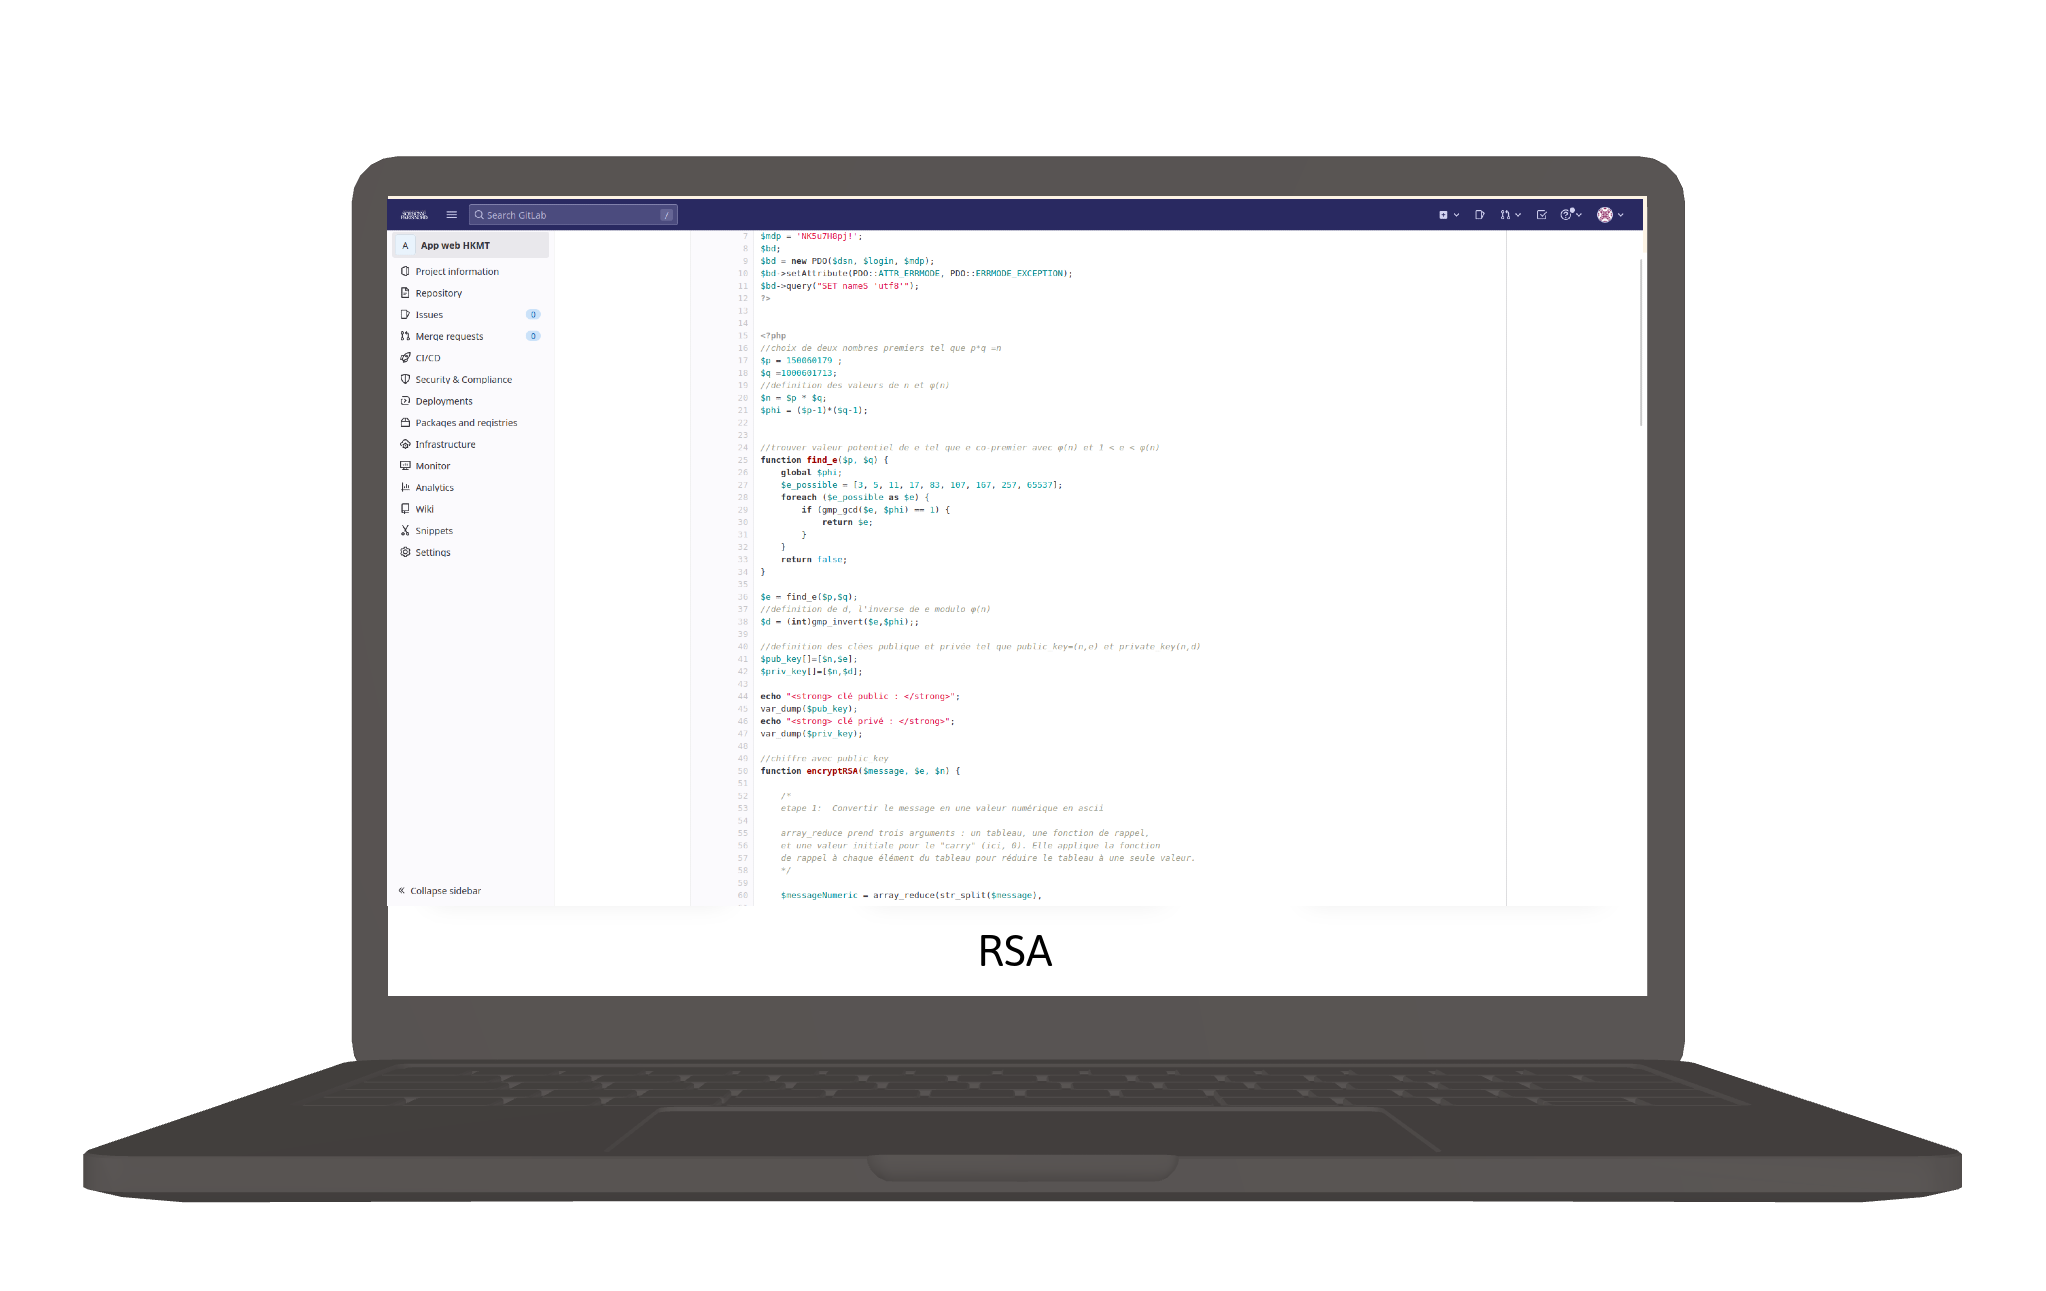 Search GitLab /
A App web HKMT
Project information
Repository
Issues 0
Merge requests 0
CI/CD
Security & Compliance
Deployments
Packages and registries
Infrastructure
Monitor
Analytics
Wiki
Snippets
Settings
Collapse sidebar
7 $mdp = 'NK5u7H8pj!';
8 $bd;
9 $bd = new PDO($dsn, $login, $mdp);
10 $bd->setAttribute(PDO::ATTR_ERRMODE, PDO::ERRMODE_EXCEPTION);
11 $bd->query("SET nameS 'utf8'");
12 ?>
13
14
15 <?php
16 //choix de deux nombres premiers tel que p*q =n
17 $p = 150060179 ;
18 $q =1000601713;
19 //definition des valeurs de n et φ(n)
20 $n = $p * $q;
21 $phi = ($p-1)*($q-1);
22
23
24 //trouver valeur potentiel de e tel que e co-premier avec φ(n) et 1 < e < φ(n)
25 function find_e($p, $q) {
26 global $phi;
27 $e_possible = [3, 5, 11, 17, 83, 107, 167, 257, 65537];
28 foreach ($e_possible as $e) {
29 if (gmp_gcd($e, $phi) == 1) {
30 return $e;
31 }
32 }
33 return false;
34 }
35
36 $e = find_e($p,$q);
37 //definition de d, l'inverse de e modulo φ(n)
38 $d = (int)gmp_invert($e,$phi);;
39
40 //definition des clées publique et privée tel que public key=(n,e) et private key(n,d)
41 $pub_key[]=[$n,$e];
42 $priv_key[]=[$n,$d];
43
44 echo "<strong> clé public : </strong>";
45 var_dump($pub_key);
46 echo "<strong> clé privé : </strong>";
47 var_dump($priv_key);
48
49 //chiffre avec public key
50 function encryptRSA($message, $e, $n) {
51
52 /*
53 etape 1: Convertir le message en une valeur numérique en ascii
54
55 array_reduce prend trois arguments : un tableau, une fonction de rappel,
56 et une valeur initiale pour le "carry" (ici, 0). Elle applique la fonction
57 de rappel à chaque élément du tableau pour réduire le tableau à une seule valeur.
58 */
59
60 $messageNumeric = array_reduce(str_split($message),
RSA